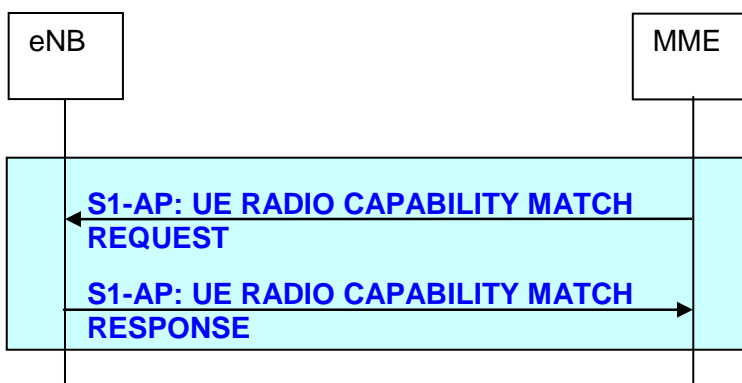 eNB
MME
S1-AP: UE RADIO CAPABILITY MATCH
REQUEST
S1-AP: UE RADIO CAPABILITY MATCH
RESPONSE